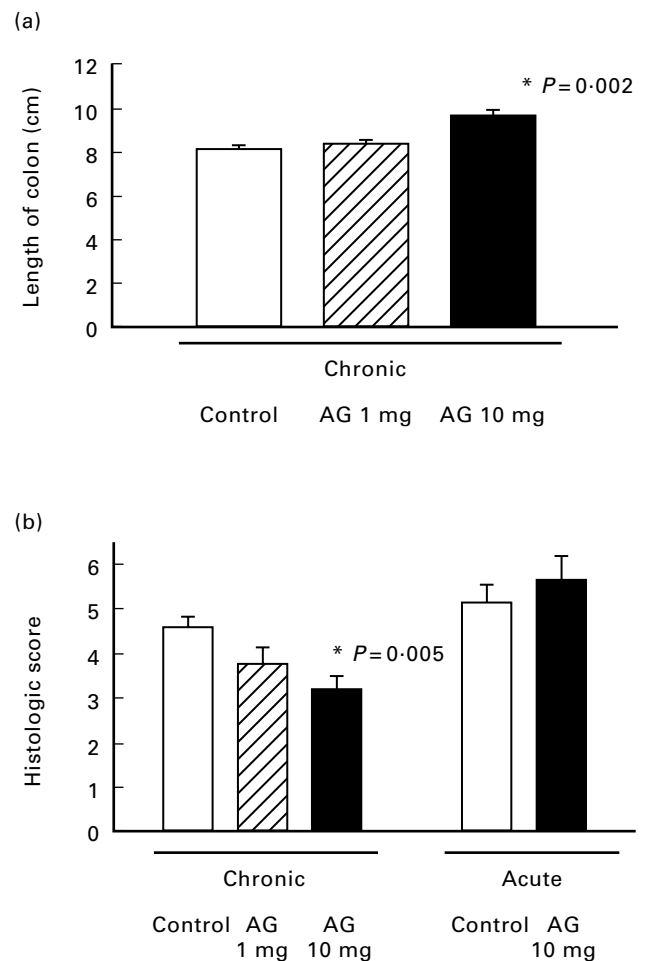 (a)
12
10
8
6
4
2
0
Length of colon (cm)
* P=0·002
Chronic
Control AG 1 mg AG 10 mg
(b)
6
5
4
3
2
1
0
Histologic score
* P=0·005
Chronic Acute
Control AG AG Control AG
1 mg 10 mg 10 mg